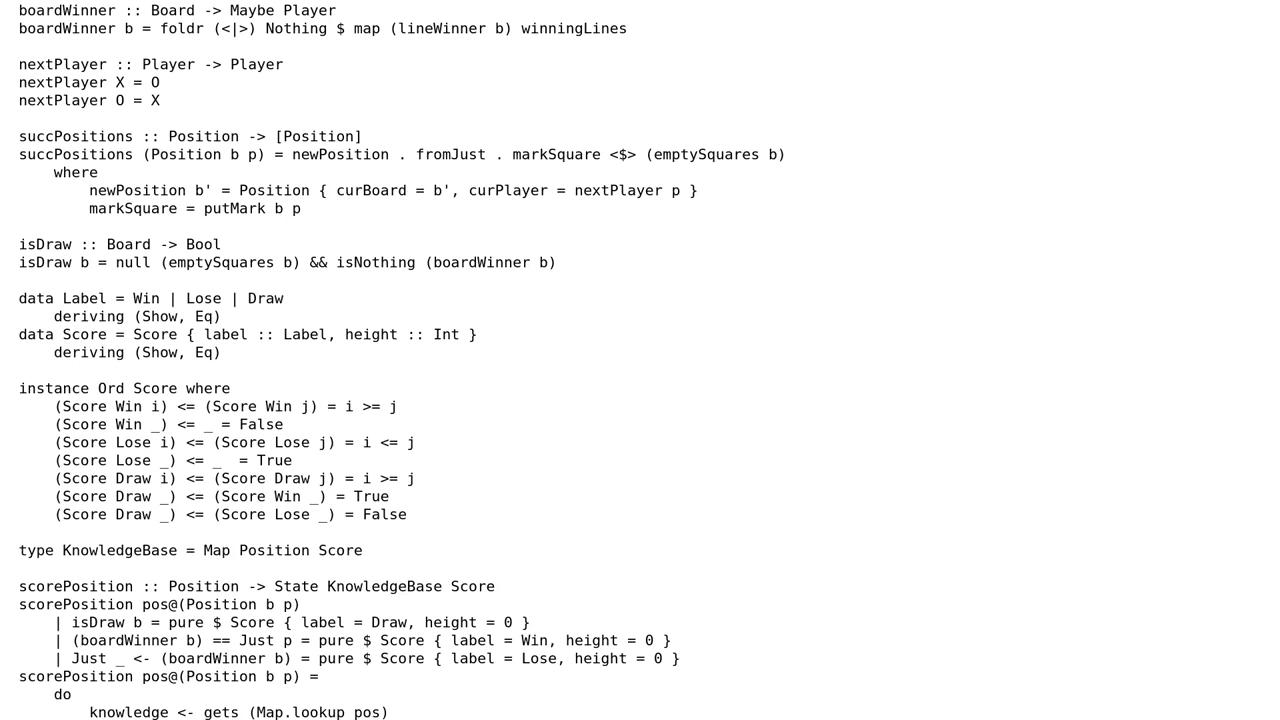 boardWinner :: Board -> Maybe Player
boardWinner b = foldr (<|>) Nothing $ map (lineWinner b) winningLines

nextPlayer :: Player -> Player
nextPlayer X = O
nextPlayer O = X

succPositions :: Position -> [Position]
succPositions (Position b p) = newPosition . fromJust . markSquare <$> (emptySquares b)
    where
        newPosition b' = Position { curBoard = b', curPlayer = nextPlayer p }
        markSquare = putMark b p

isDraw :: Board -> Bool
isDraw b = null (emptySquares b) && isNothing (boardWinner b)

data Label = Win | Lose | Draw
    deriving (Show, Eq)
data Score = Score { label :: Label, height :: Int }
    deriving (Show, Eq)

instance Ord Score where
    (Score Win i) <= (Score Win j) = i >= j
    (Score Win _) <= _ = False
    (Score Lose i) <= (Score Lose j) = i <= j
    (Score Lose _) <= _  = True
    (Score Draw i) <= (Score Draw j) = i >= j
    (Score Draw _) <= (Score Win _) = True
    (Score Draw _) <= (Score Lose _) = False

type KnowledgeBase = Map Position Score

scorePosition :: Position -> State KnowledgeBase Score
scorePosition pos@(Position b p)
    | isDraw b = pure $ Score { label = Draw, height = 0 }
    | (boardWinner b) == Just p = pure $ Score { label = Win, height = 0 }
    | Just _ <- (boardWinner b) = pure $ Score { label = Lose, height = 0 }
scorePosition pos@(Position b p) =
    do
        knowledge <- gets (Map.lookup pos)